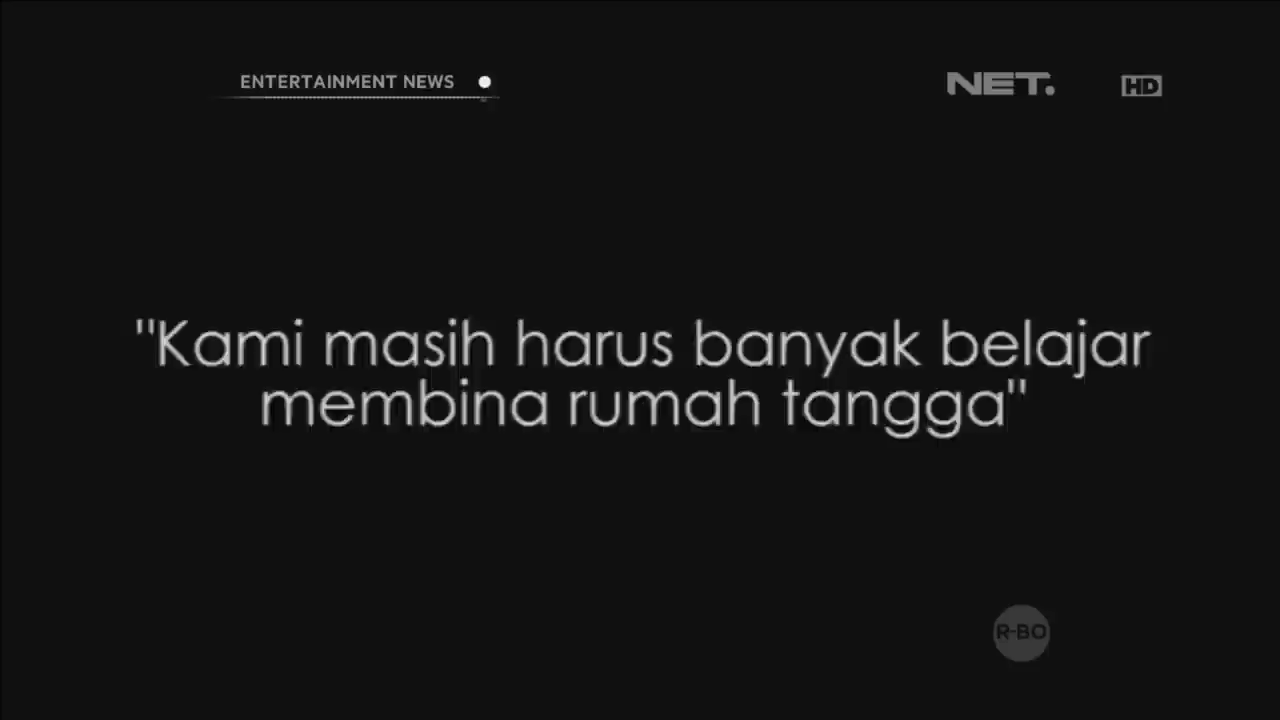 ENTERTAINMENT NEWS
NET.
HD
"Kami masih harus banyak belajar
membina rumah tangga"
R-BO